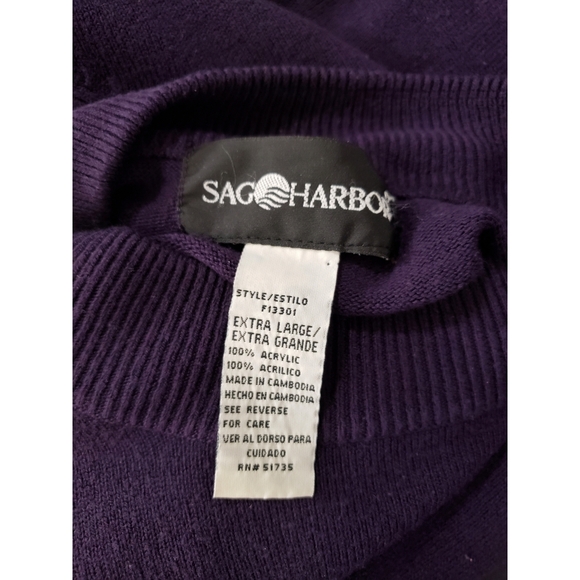 SAG HARBOR
STYLE/ESTILO
F13301
EXTRA LARGE/
EXTRA GRANDE
100% ACRYLIC
100% ACRILICO
MADE IN CAMBODIA
HECHO EN CAMBODIA
SEE REVERSE
FOR CARE
VER AL DORSO PARA
CUIDADO
RN# 51735